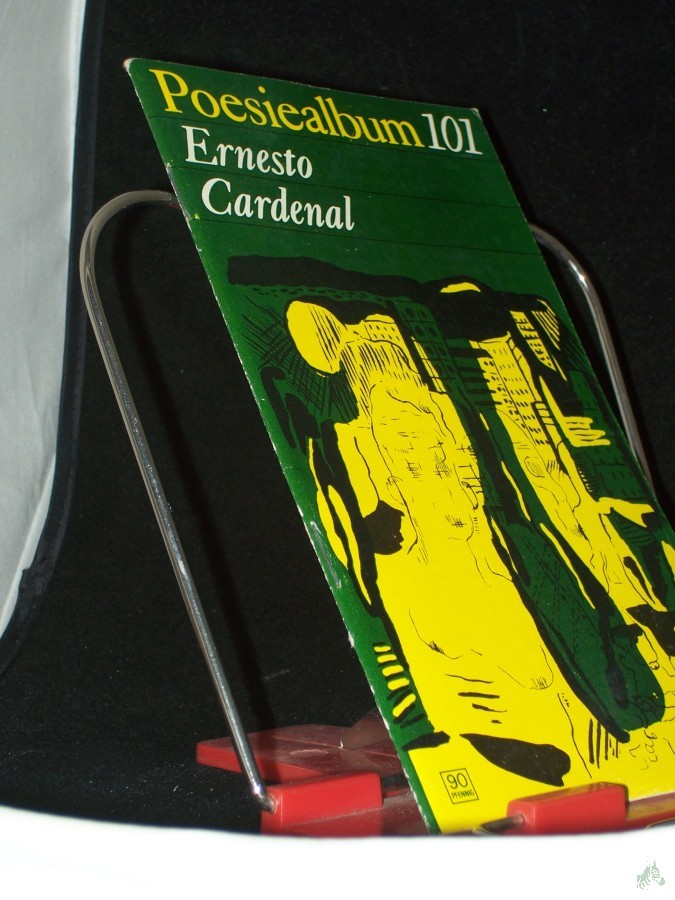 Poesiealbum 101
Ernesto
Cardenal
90
PFENNIG